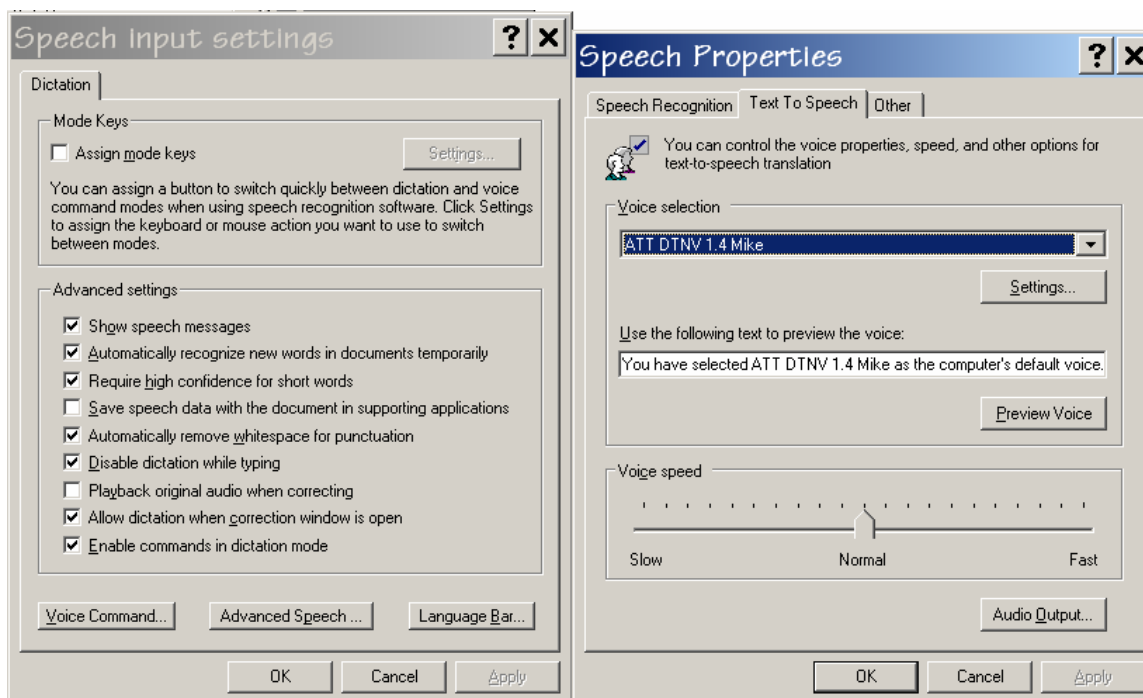 Speech Input settings
? X
Dictation
Mode Keys
Assign mode keys
Settings...
You can assign a button to switch quickly between dictation and voice
command modes when using speech recognition software. Click Settings
to assign the keyboard or mouse action you want to use to switch
between modes.
Advanced settings
Show speech messages
Automatically recognize new words in documents temporarily
Require high confidence for short words
Save speech data with the document in supporting applications
Automatically remove whitespace for punctuation
Disable dictation while typing
Playback original audio when correcting
Allow dictation when correction window is open
Enable commands in dictation mode
Voice Command...
Advanced Speech ...
Language Bar...
OK
Cancel
Apply
Speech Properties
? X
Speech Recognition
Text To Speech
Other
You can control the voice properties, speed, and other options for
text-to-speech translation
Voice selection
ATT DTNV 1.4 Mike
Settings...
Use the following text to preview the voice:
You have selected ATT DTNV 1.4 Mike as the computer's default voice.
Preview Voice
Voice speed
Slow
Normal
Fast
Audio Output...
OK
Cancel
Apply